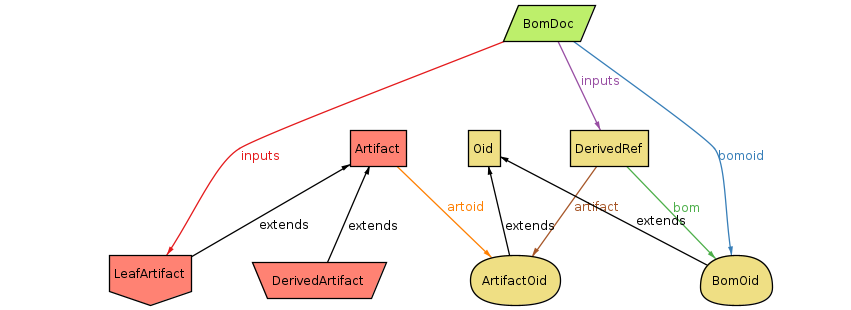 BomDoc
inputs
Artifact
Oid
DerivedRef
inputs
bomoid
artoid
artifact
bom
extends
extends
extends
extends
LeafArtifact
DerivedArtifact
ArtifactOid
BomOid